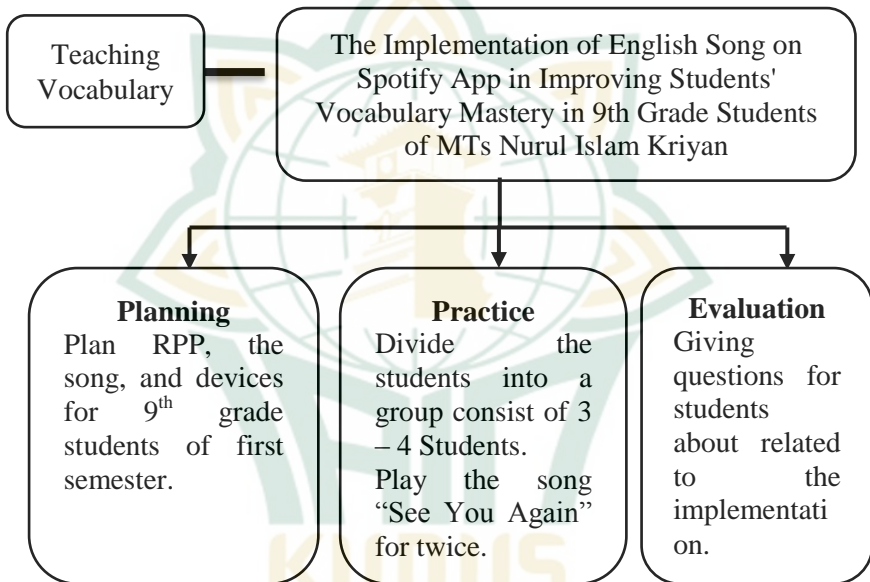 Teaching
Vocabulary
The Implementation of English Song on
Spotify App in Improving Students'
Vocabulary Mastery in 9th Grade Students
of MTs Nurul Islam Kriyan
Planning
Plan RPP, the
song, and devices
for 9th grade
students of first
semester.
Practice
Divide the
students into a
group consist of 3
– 4 Students.
Play the song
“See You Again”
for twice.
Evaluation
Giving
questions for
students
about related
to the
implementati
on.
KUDUS